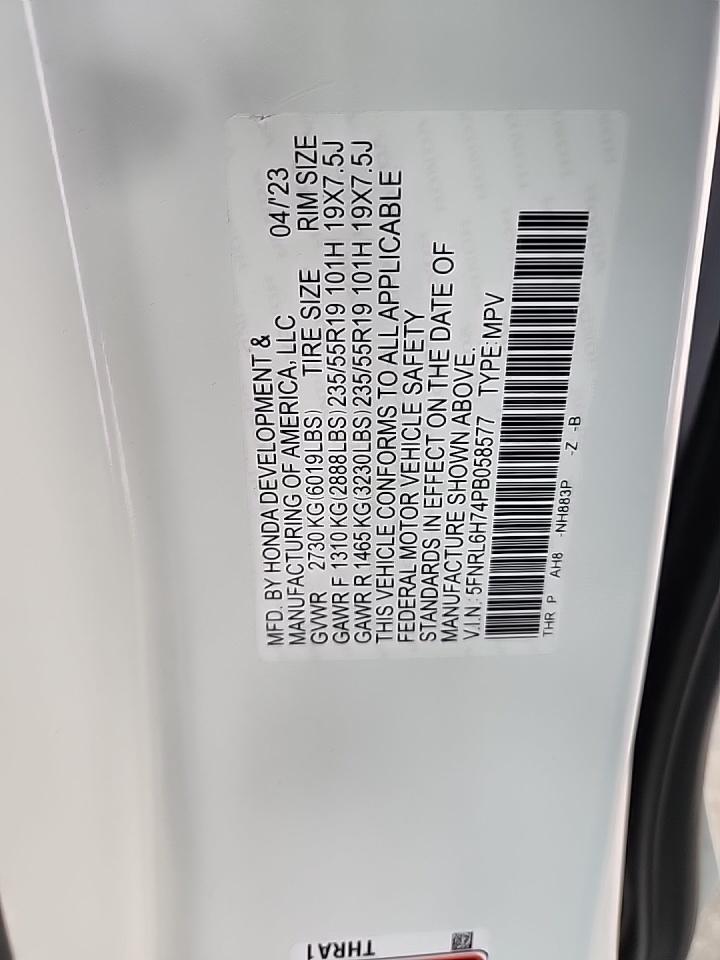 MFD. BY HONDA DEVELOPMENT &
MANUFACTURING OF AMERICA, LLC 04/'23
GVWR 2730 KG(6019LBS) TIRE SIZE RIM SIZE
GAWR F 1310 KG(2888LBS)235/55R19 101H 19X7.5J
GAWR R 1465 KG(3230LBS)235/55R19 101H 19X7.5J
THIS VEHICLE CONFORMS TO ALL APPLICABLE
FEDERAL MOTOR VEHICLE SAFETY
STANDARDS IN EFFECT ON THE DATE OF
MANUFACTURE SHOWN ABOVE.
V.I.N.: 5FNRL6H74PB058577 TYPE:MPV
THR P AH8 -NH883P -Z -B
THRA1